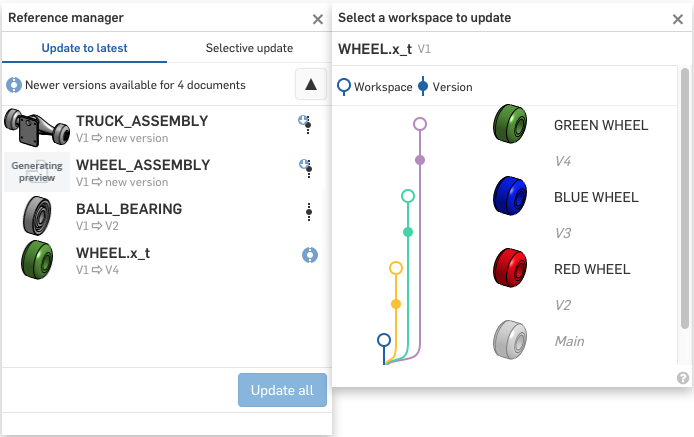 Reference manager
Update to latest
Selective update
Newer versions available for 4 documents
TRUCK_ASSEMBLY
V1 ⇨ new version
Generating
preview
WHEEL_ASSEMBLY
V1 ⇨ new version
BALL_BEARING
V1 ⇨ V2
WHEEL.x_t
V1 ⇨ V4
Update all
Select a workspace to update
WHEEL.x_t V1
Workspace Version
GREEN WHEEL
V4
BLUE WHEEL
V3
RED WHEEL
V2
Main
?